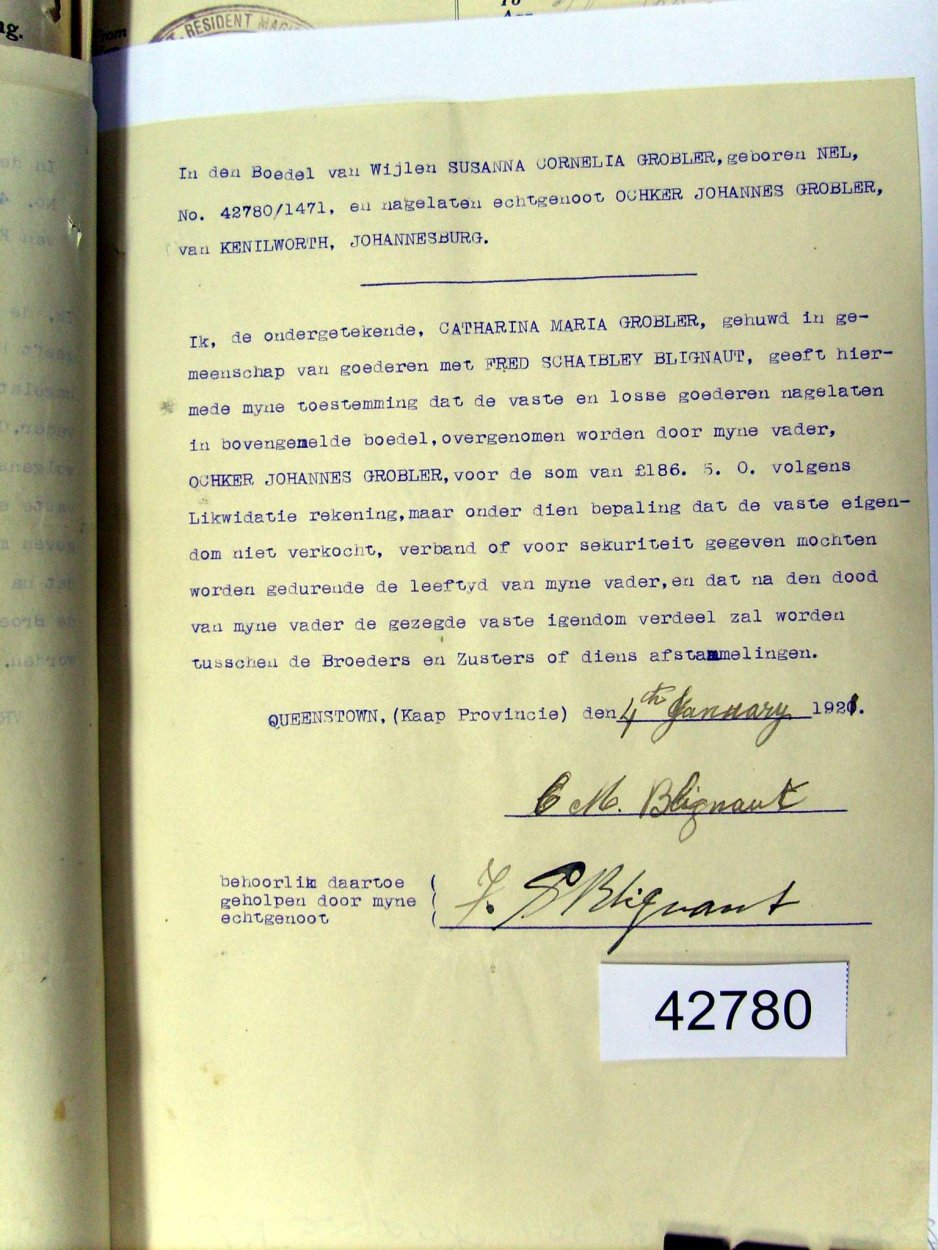 ng.
RESIDENT MAGI
To
In den Boedel van Wijlen SUSANNA CORNELIA GROBLER,geboren NEL,
No. 42780/1471, en nagelaten echtgenoot OCHKER JOHANNES GROBLER,
van KENILWORTH, JOHANNESBURG.
Ik, de ondergetekende, CATHARINA MARIA GROBLER, gehuwd in ge-
meenschap van goederen met FRED SCHAIBLEY BLIGNAUT, geeft hier-
mede myne toestemming dat de vaste en losse goederen nagelaten
in bovengemelde boedel,overgenomen worden door myne vader,
OCHKER JOHANNES GROBLER,voor de som van £186. 5. 0. volgens
Likwidatie rekening,maar onder dien bepaling dat de vaste eigen-
dom niet verkocht, verband of voor sekuriteit gegeven mochten
worden gedurende de leeftyd van myne vader,en dat na den dood
van myne vader de gezegde vaste igendom verdeel zal worden
tusschen de Broeders en Zusters of diens afstammelingen.
QUEENSTOWN,(Kaap Provincie) den 4th January 1921.
C M. Blignaut
behoorlik daartoe (
geholpen door myne ( F. S Blignaut
echtgenoot (
42780